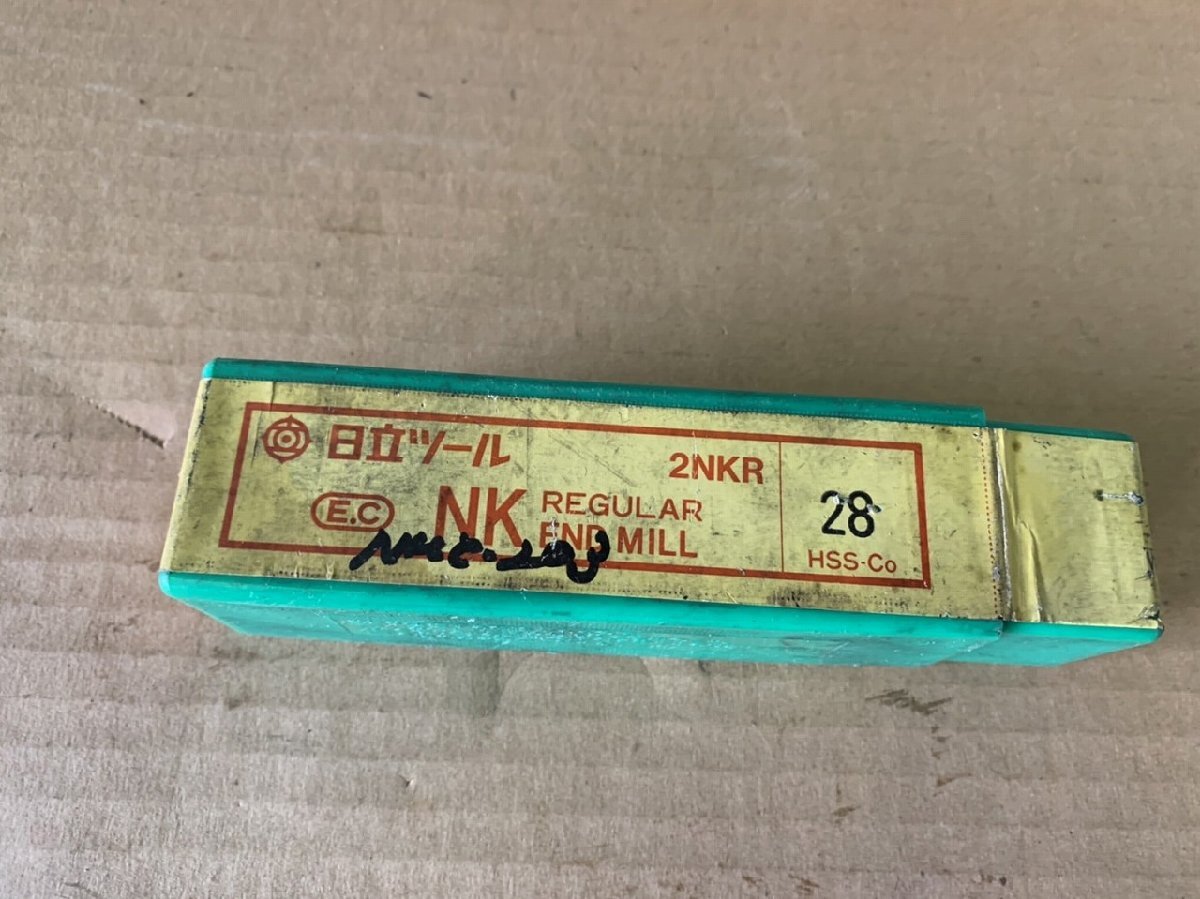 日立ツール
2NKR
E.C
NK REGULAR
END MILL
28
HSS-Co